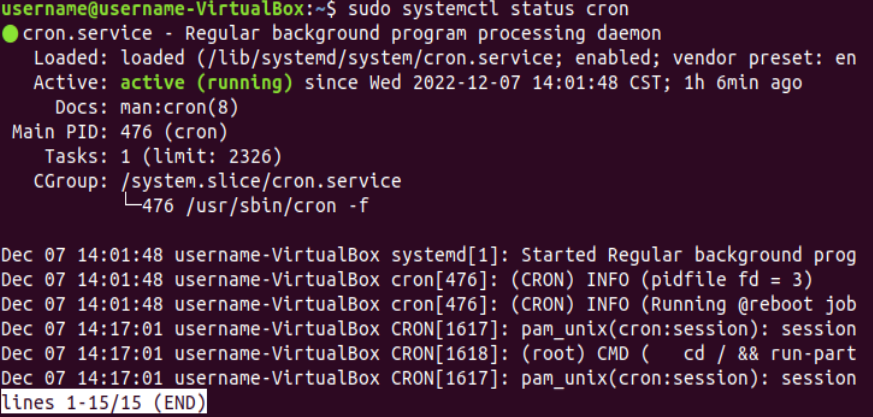 username@username-VirtualBox:~$ sudo systemctl status cron
● cron.service - Regular background program processing daemon
   Loaded: loaded (/lib/systemd/system/cron.service; enabled; vendor preset: en
   Active: active (running) since Wed 2022-12-07 14:01:48 CST; 1h 6min ago
     Docs: man:cron(8)
 Main PID: 476 (cron)
    Tasks: 1 (limit: 2326)
   CGroup: /system.slice/cron.service
           └─476 /usr/sbin/cron -f

Dec 07 14:01:48 username-VirtualBox systemd[1]: Started Regular background prog
Dec 07 14:01:48 username-VirtualBox cron[476]: (CRON) INFO (pidfile fd = 3)
Dec 07 14:01:48 username-VirtualBox cron[476]: (CRON) INFO (Running @reboot job
Dec 07 14:17:01 username-VirtualBox CRON[1617]: pam_unix(cron:session): session
Dec 07 14:17:01 username-VirtualBox CRON[1618]: (root) CMD (   cd / && run-part
Dec 07 14:17:01 username-VirtualBox CRON[1617]: pam_unix(cron:session): session
lines 1-15/15 (END)